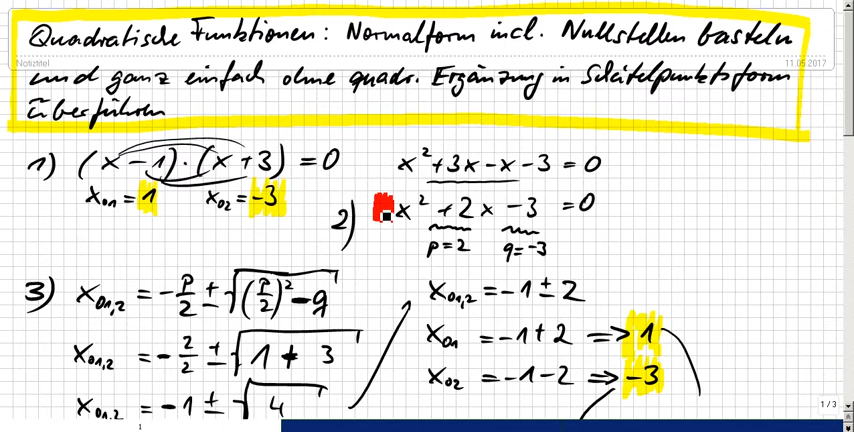 Quadratische Funktionen: Normalform incl. Nullstellen basteln
Notiztitel
11.05.2017
und ganz einfach ohne quadr. Ergänzung in Scheitelpunktsform
überführen
1) (x - 1) · (x + 3) = 0
x² + 3x - x - 3 = 0
x₀₁ = 1 x₀₂ = -3
2) x² + 2x - 3 = 0
p = 2 q = -3
3) x₀₁,₂ = -p/2 ± √((p/2)² - q)
x₀₁,₂ = -2/2 ± √(1 + 3)
x₀₁,₂ = -1 ± √4
x₀₁,₂ = -1 ± 2
x₀₁ = -1 + 2 => 1
x₀₂ = -1 - 2 => -3
1 / 3
1